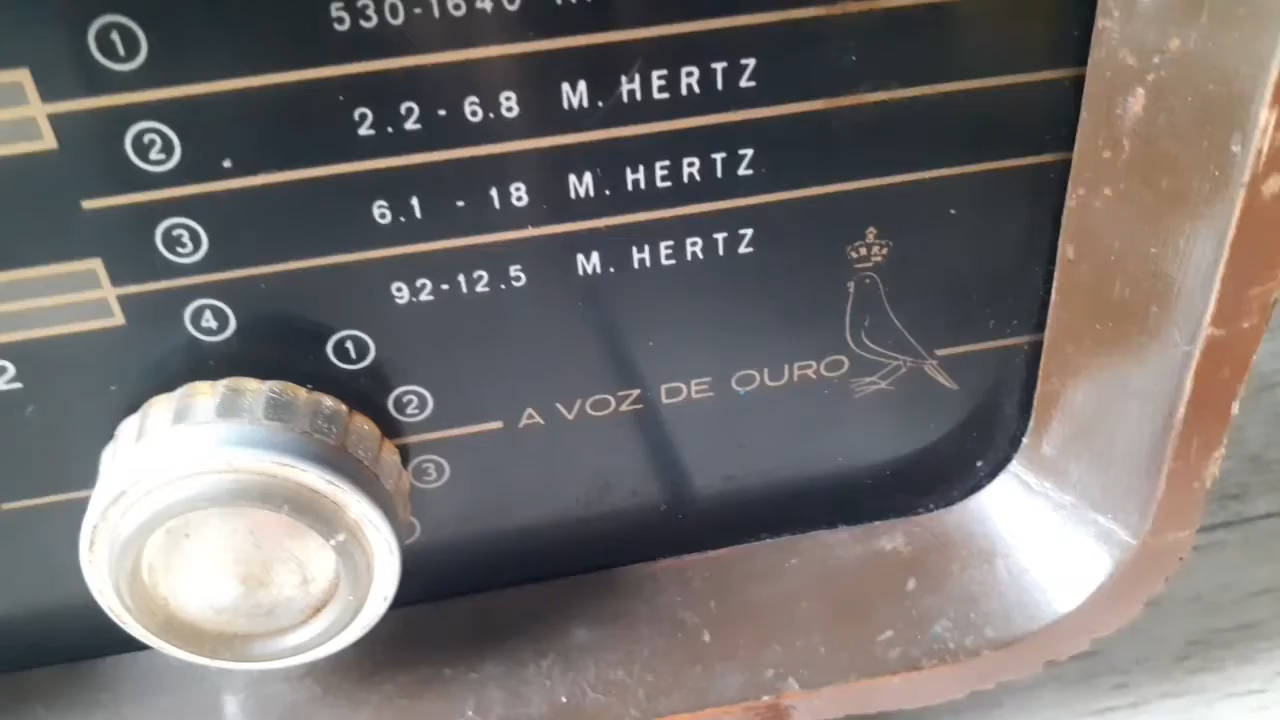 ① 530-1640
② 2.2-6.8 M. HERTZ
③ 6.1 - 18 M. HERTZ
④ 9.2-12.5 M. HERTZ
2
①
②
③
A VOZ DE OURO